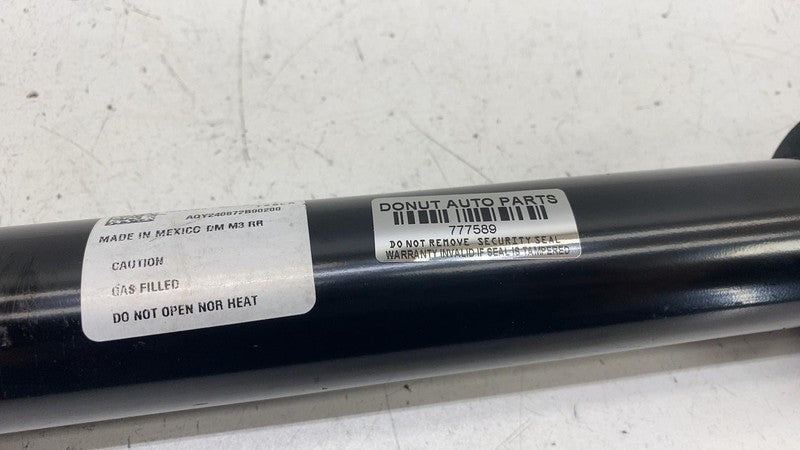 AQY240872B00200
MADE IN MEXICO DM M3 RR
CAUTION
GAS FILLED
DO NOT OPEN NOR HEAT
DONUT AUTO PARTS
777589
DO NOT REMOVE SECURITY SEAL
WARRANTY INVALID IF SEAL IS TAMPERED